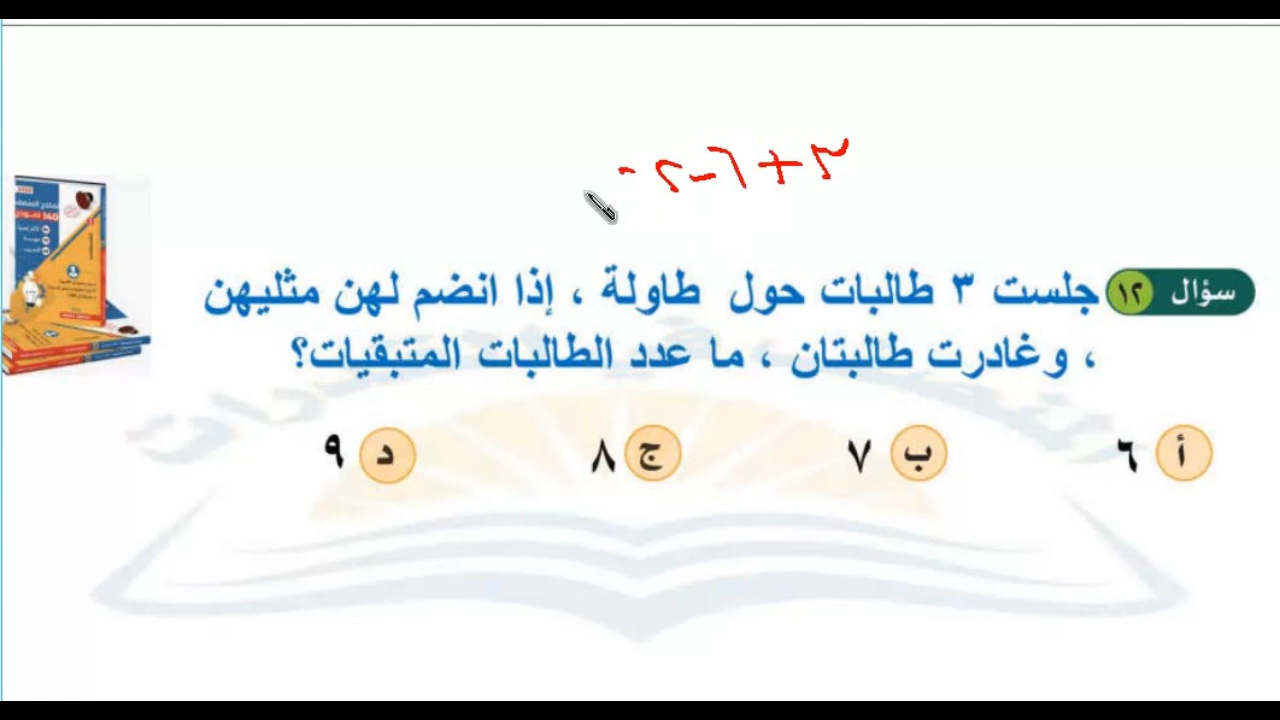 ٣+٦-٢
سؤال ١٢ جلست ٣ طالبات حول طاولة ، إذا انضم لهن مثليهن
، وغادرت طالبتان ، ما عدد الطالبات المتبقيات؟
أ ٦ ب ٧ ج ٨ د ٩